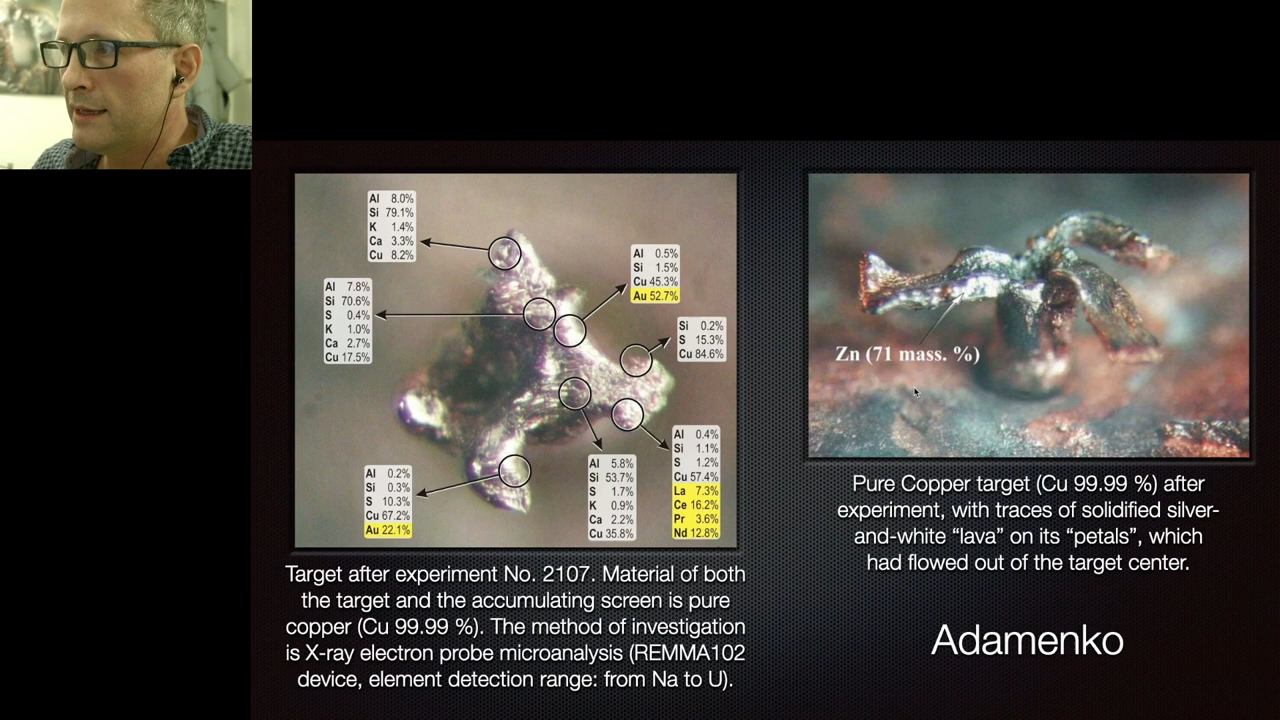 Al 8.0%
Si 79.1%
K 1.4%
Ca 3.3%
Cu 8.2%
Al 7.8%
Si 70.6%
S 0.4%
K 1.0%
Ca 2.7%
Cu 17.5%
Al 0.5%
Si 1.5%
Cu 45.3%
Au 52.7%
Si 0.2%
S 15.3%
Cu 84.6%
Al 0.2%
Si 0.3%
S 10.3%
Cu 67.2%
Au 22.1%
Al 5.8%
Si 53.7%
S 1.7%
K 0.9%
Ca 2.2%
Cu 35.8%
Al 0.4%
Si 1.1%
S 1.2%
Cu 57.4%
La 7.3%
Ce 16.2%
Pr 3.6%
Nd 12.8%
Target after experiment No. 2107. Material of both
the target and the accumulating screen is pure
copper (Cu 99.99 %). The method of investigation
is X-ray electron probe microanalysis (REMMA102
device, element detection range: from Na to U).
Zn (71 mass. %)
Pure Copper target (Cu 99.99 %) after
experiment, with traces of solidified silver-
and-white “lava” on its “petals”, which
had flowed out of the target center.
Adamenko